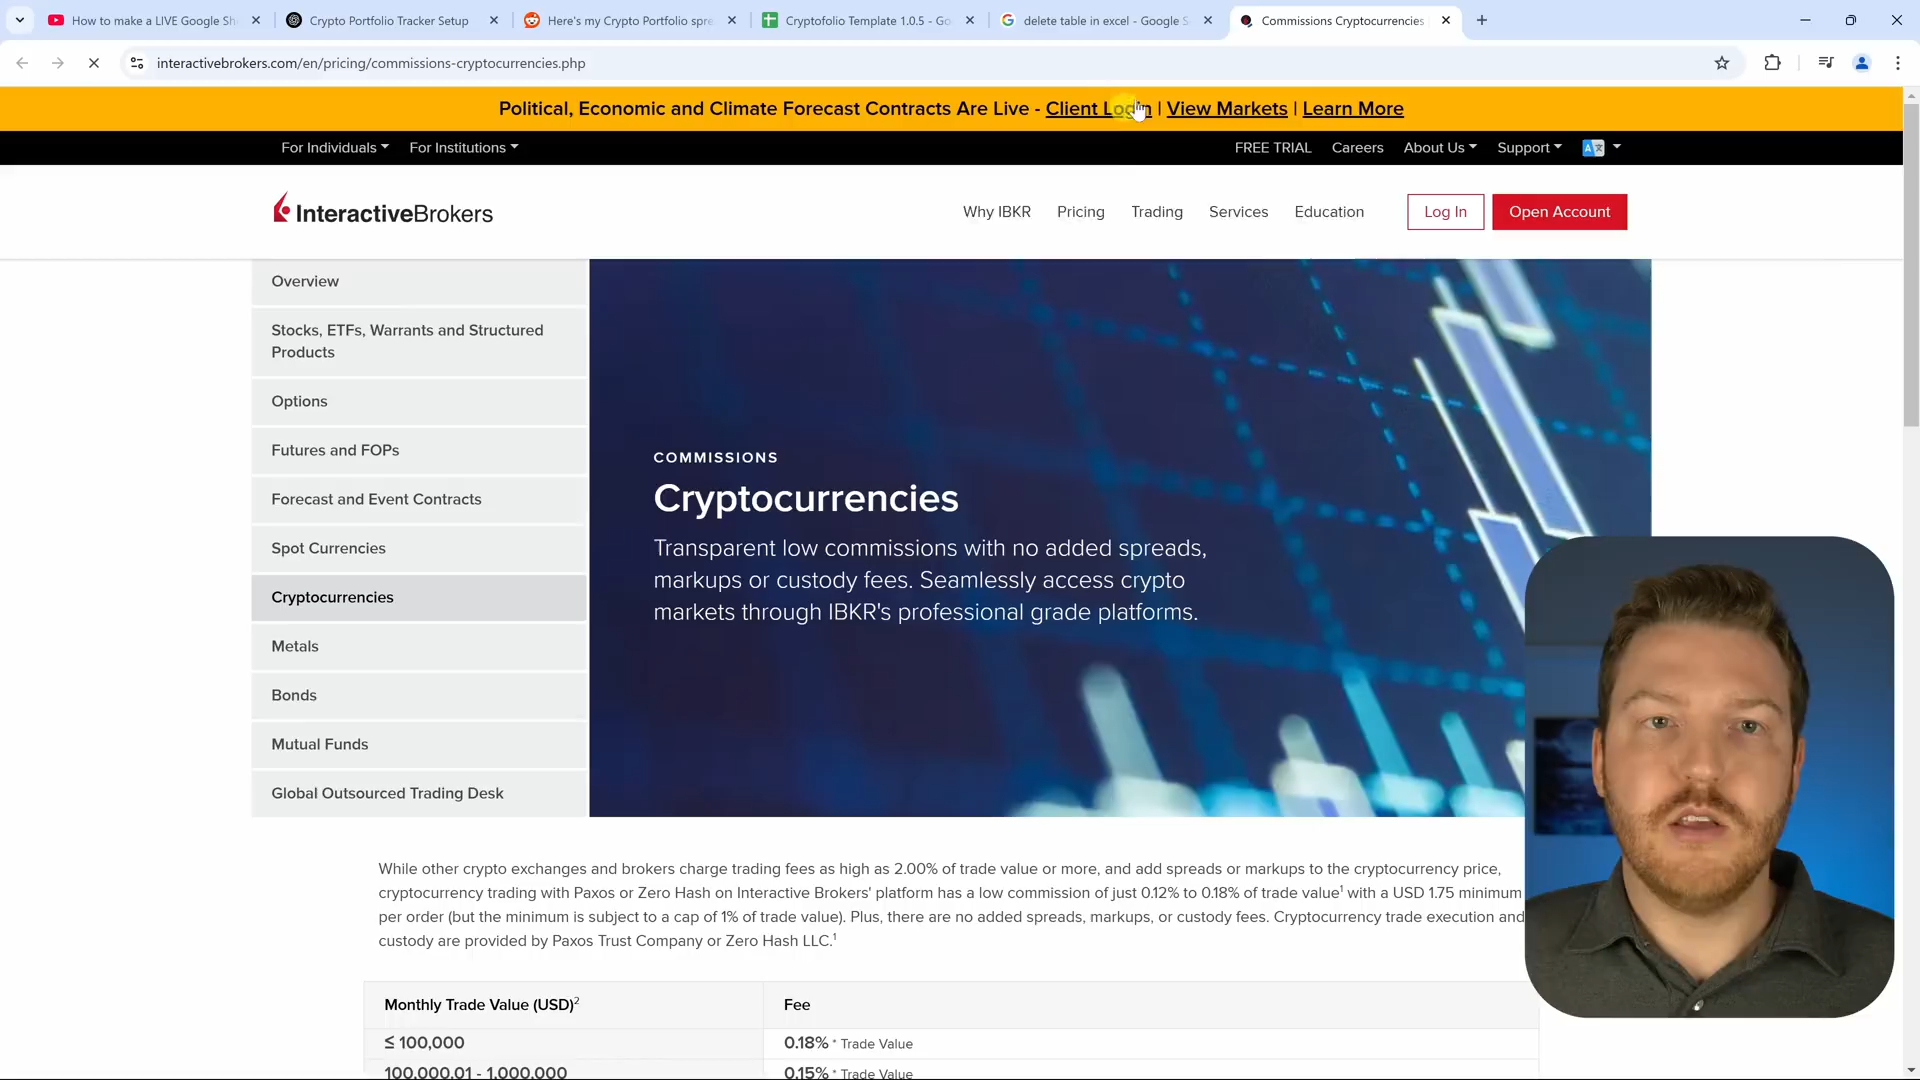 How to make a LIVE Google Sh
Crypto Portfolio Tracker Setup
Here's my Crypto Portfolio spre
Cryptofolio Template 1.0.5 - Go
delete table in excel - Google S
Commissions Cryptocurrencies
interactivebrokers.com/en/pricing/commissions-cryptocurrencies.php
Political, Economic and Climate Forecast Contracts Are Live - Client Login | View Markets | Learn More
For Individuals For Institutions FREE TRIAL Careers About Us Support
InteractiveBrokers Why IBKR Pricing Trading Services Education Log In Open Account
Overview
Stocks, ETFs, Warrants and Structured
Products
Options
Futures and FOPs
Forecast and Event Contracts
Spot Currencies
Cryptocurrencies
Metals
Bonds
Mutual Funds
Global Outsourced Trading Desk
COMMISSIONS
Cryptocurrencies
Transparent low commissions with no added spreads,
markups or custody fees. Seamlessly access crypto
markets through IBKR's professional grade platforms.
While other crypto exchanges and brokers charge trading fees as high as 2.00% of trade value or more, and add spreads or markups to the cryptocurrency price,
cryptocurrency trading with Paxos or Zero Hash on Interactive Brokers' platform has a low commission of just 0.12% to 0.18% of trade value¹ with a USD 1.75 minimum
per order (but the minimum is subject to a cap of 1% of trade value). Plus, there are no added spreads, markups, or custody fees. Cryptocurrency trade execution and
custody are provided by Paxos Trust Company or Zero Hash LLC.¹
Monthly Trade Value (USD)² Fee
≤ 100,000 0.18% * Trade Value
100,000.01 - 1,000,000 0.15% * Trade Value